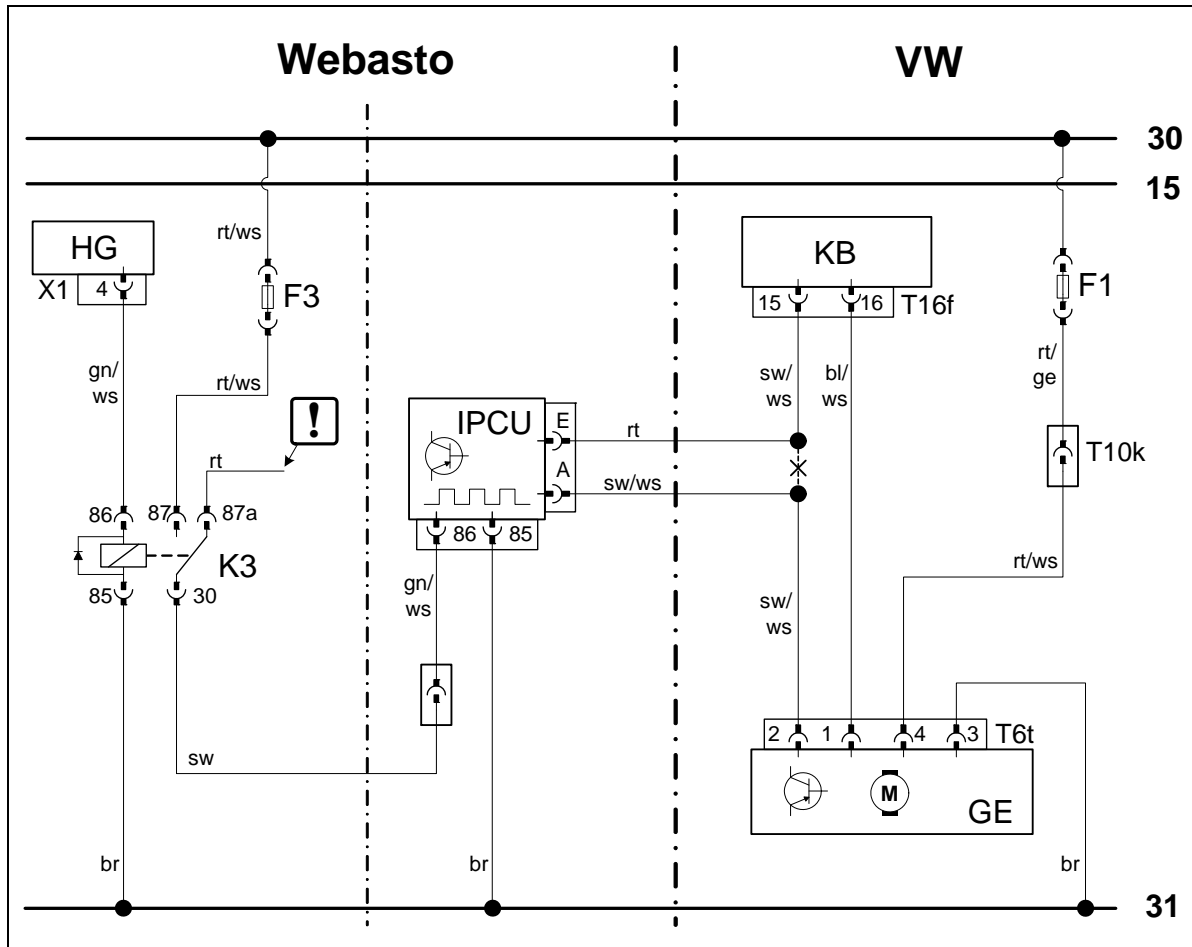 Webasto
VW
30
15
HG
X1
4
rt/ws
F3
KB
15
16
T16f
F1
gn/
ws
rt/ws
!
rt
IPCU
E
A
rt
sw/ws
sw/
ws
bl/
ws
rt/
ge
T10k
86
87
87a
K3
85
30
86
85
gn/
ws
sw/
ws
rt/ws
sw
2
1
4
3
T6t
M
GE
br
br
br
31